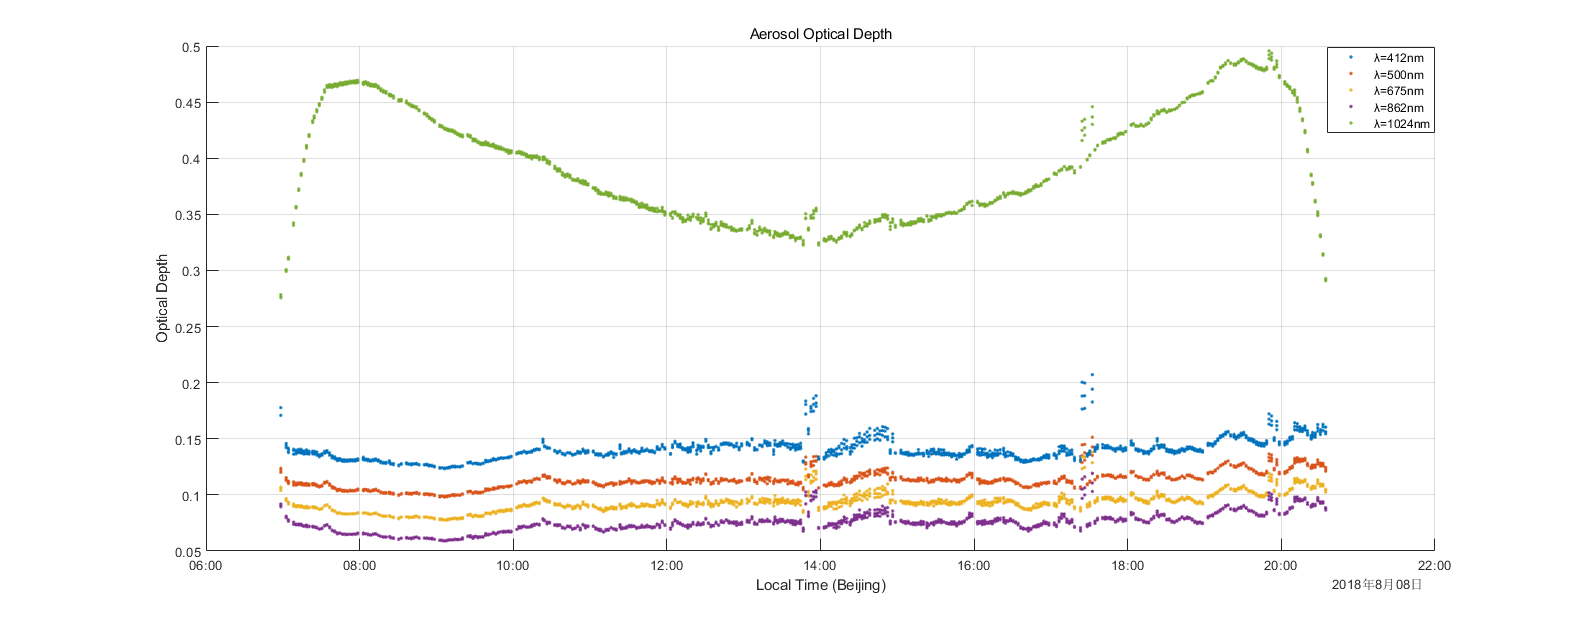 Aerosol Optical Depth
0.5
0.45
0.4
0.35
0.3
0.25
0.2
0.15
0.1
0.05
Optical Depth
06:00
08:00
10:00
12:00
14:00
16:00
18:00
20:00
22:00
Local Time (Beijing)
2018年8月08日
λ=412nm
λ=500nm
λ=675nm
λ=862nm
λ=1024nm